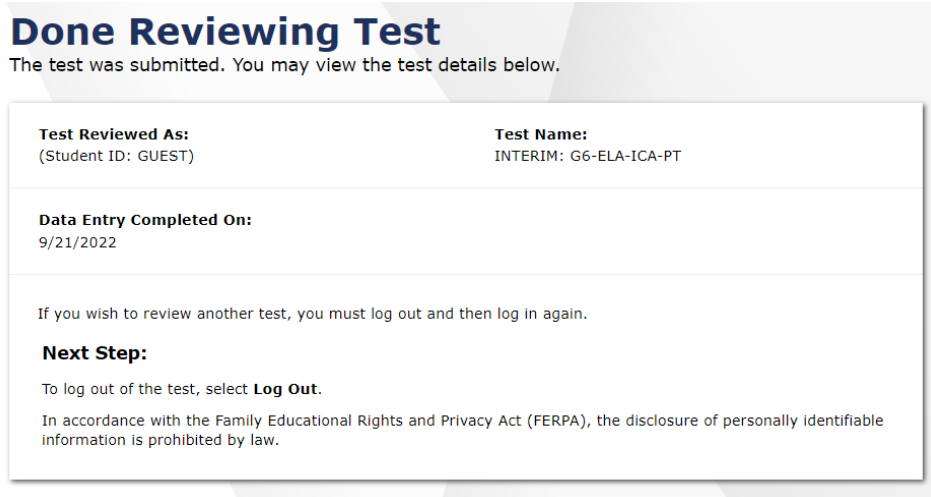 Done Reviewing Test
The test was submitted. You may view the test details below.
Test Reviewed As:
(Student ID: GUEST)
Test Name:
INTERIM: G6-ELA-ICA-PT
Data Entry Completed On:
9/21/2022
If you wish to review another test, you must log out and then log in again.
Next Step:
To log out of the test, select Log Out.
In accordance with the Family Educational Rights and Privacy Act (FERPA), the disclosure of personally identifiable
information is prohibited by law.